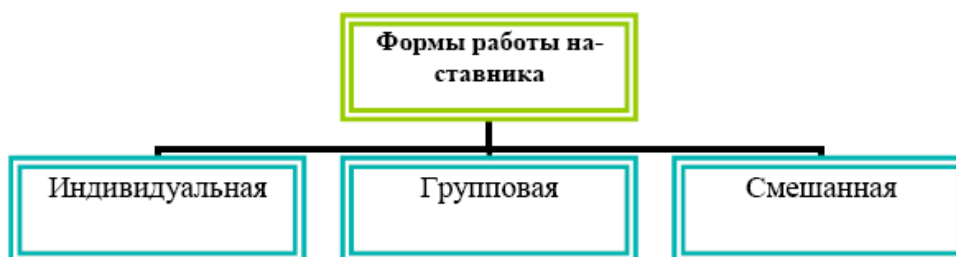 Формы работы на-
ставника
Индивидуальная
Групповая
Смешанная